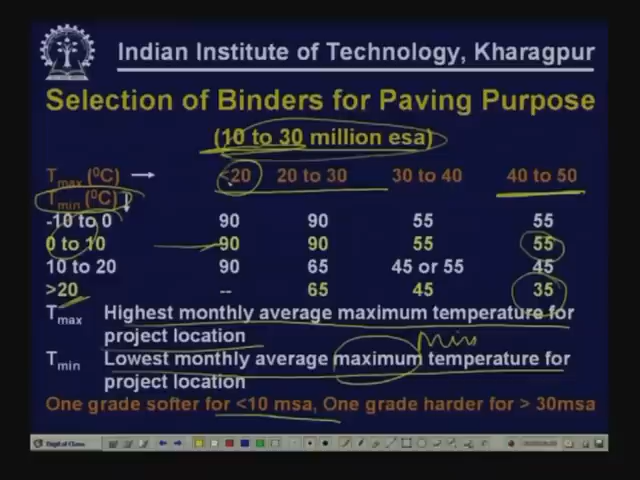 Indian Institute of Technology, Kharagpur
Selection of Binders for Paving Purpose
(10 to 30 million esa)
Tmax (⁰C) → <20 20 to 30 30 to 40 40 to 50
Tmin (⁰C)
-10 to 0 90 90 55 55
0 to 10 90 90 55 55
10 to 20 90 65 45 or 55 45
>20 -- 65 45 35
Tmax Highest monthly average maximum temperature for
project location
Min
Tmin Lowest monthly average maximum temperature for
project location
One grade softer for <10 msa, One grade harder for > 30msa